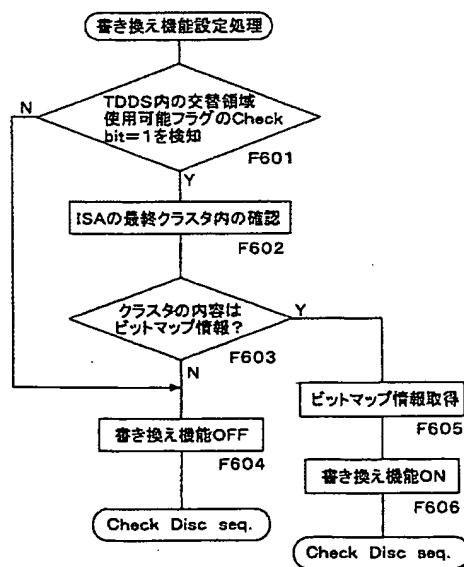 書き換え機能設定処理
N
TDDS内の交替領域
使用可能フラグのCheck
bit=1を検知
F601
Y
ISAの最終クラスタ内の確認
F602
クラスタの内容は
ビットマップ情報？
Y
F603
N
ビットマップ情報取得
F605
書き換え機能OFF
F604
書き換え機能ON
F606
Check Disc seq.
Check Disc seq.